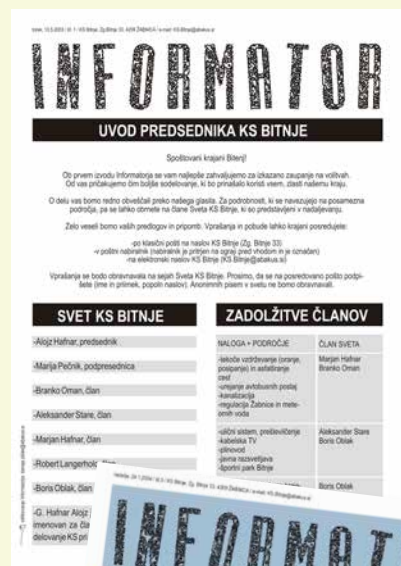 INFORMATOR
UVOD PREDSEDNIKA KS BITNJE
Spoštovani krajani Bitenj!
Ob prvem izvodu Informatorja se vam najlepše zahvaljujemo za izkazano zaupanje na volitvah.
Od vas pričakujemo čim boljše sodelovanje, ki bo prinašalo koristi vsem, zlasti našemu kraju.
O delu vas bomo redno obveščali preko našega glasila. Za podrobnosti, ki se navezujejo na posamezna
področja, pa se lahko obrnete na člane Sveta KS Bitnje, ki so predstavljeni v nadaljevanju.
Zelo veseli bomo vaših predlogov in pripomb. Vprašanja in pobude lahko krajani posredujete:
-po klasični pošti na naslov KS Bitnje (Zg. Bitnje 33)
-v poštni nabiralnik (nabiralnik je pritrjen na ograji pred vhodom in je označen)
-na elektronski naslov KS Bitnje (KS.Bitnje@abakus.si)
Vprašanja se bodo obravnavala na sejah Sveta KS Bitnje. Prosimo, da se na posredovano pošto podpi-
šete (ime in priimek, popoln naslov). Anonimnih pisem v svetu ne bomo obravnavali.
SVET KS BITNJE
-Alojz Hafnar, predsednik
-Marija Pečnik, podpresednica
-Branko Oman, član
-Aleksander Stare, član
-Marjan Hafnar, član
-Robert Langerholc
-Boris Oblak, član
-G. Hafnar Alojz
imenovan za čla
delovanje KS pri
ZADOLŽITVE ČLANOV
NALOGA + PODROČJE ČLAN SVETA
-tekoče vzdrževanje (oranje, Marjan Hafnar
posipanje) in asfaltiranje Branko Oman
cest
-urejanje avtobusnih postaj
-kanalizacija
-regulacija Žabnice in mete-
ornih voda
-ulični sistem, preštevilčenje Aleksander Stare
-kabelska TV Boris Oblak
-plinovod
-javna razsvetljava
-športni park Bitnje
Boris Oblak
INFORMAT